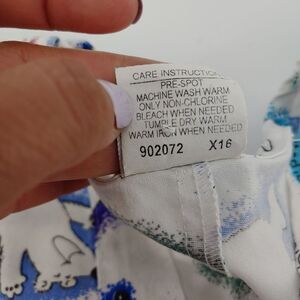 CARE INSTRUCTION
PRE-SPOT
MACHINE WASH WARM
ONLY NON-CHLORINE
BLEACH WHEN NEEDED
TUMBLE DRY WARM
WARM IRON WHEN NEEDED
902072 X16